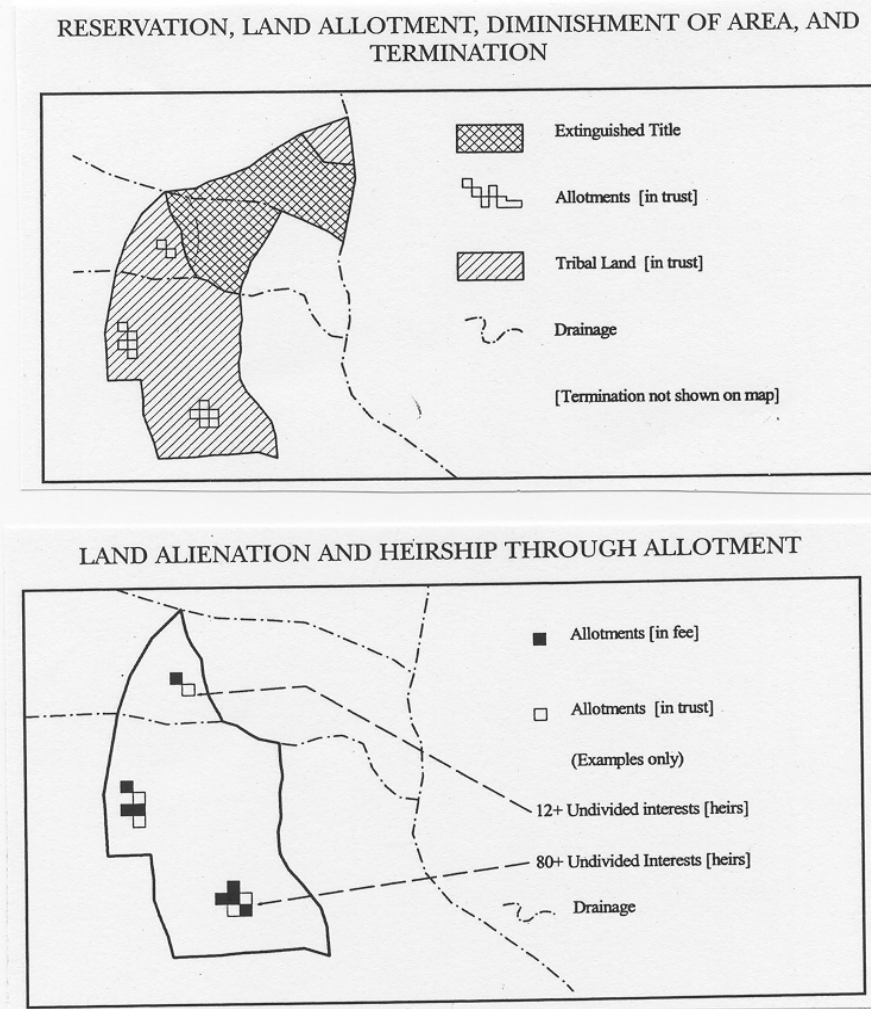 RESERVATION, LAND ALLOTMENT, DIMINISHMENT OF AREA, AND
TERMINATION
Extinguished Title
Allotments [in trust]
Tribal Land [in trust]
Drainage
[Termination not shown on map]
LAND ALIENATION AND HEIRSHIP THROUGH ALLOTMENT
Allotments [in fee]
Allotments [in trust]
(Examples only)
12+ Undivided interests [heirs]
80+ Undivided Interests [heirs]
Drainage